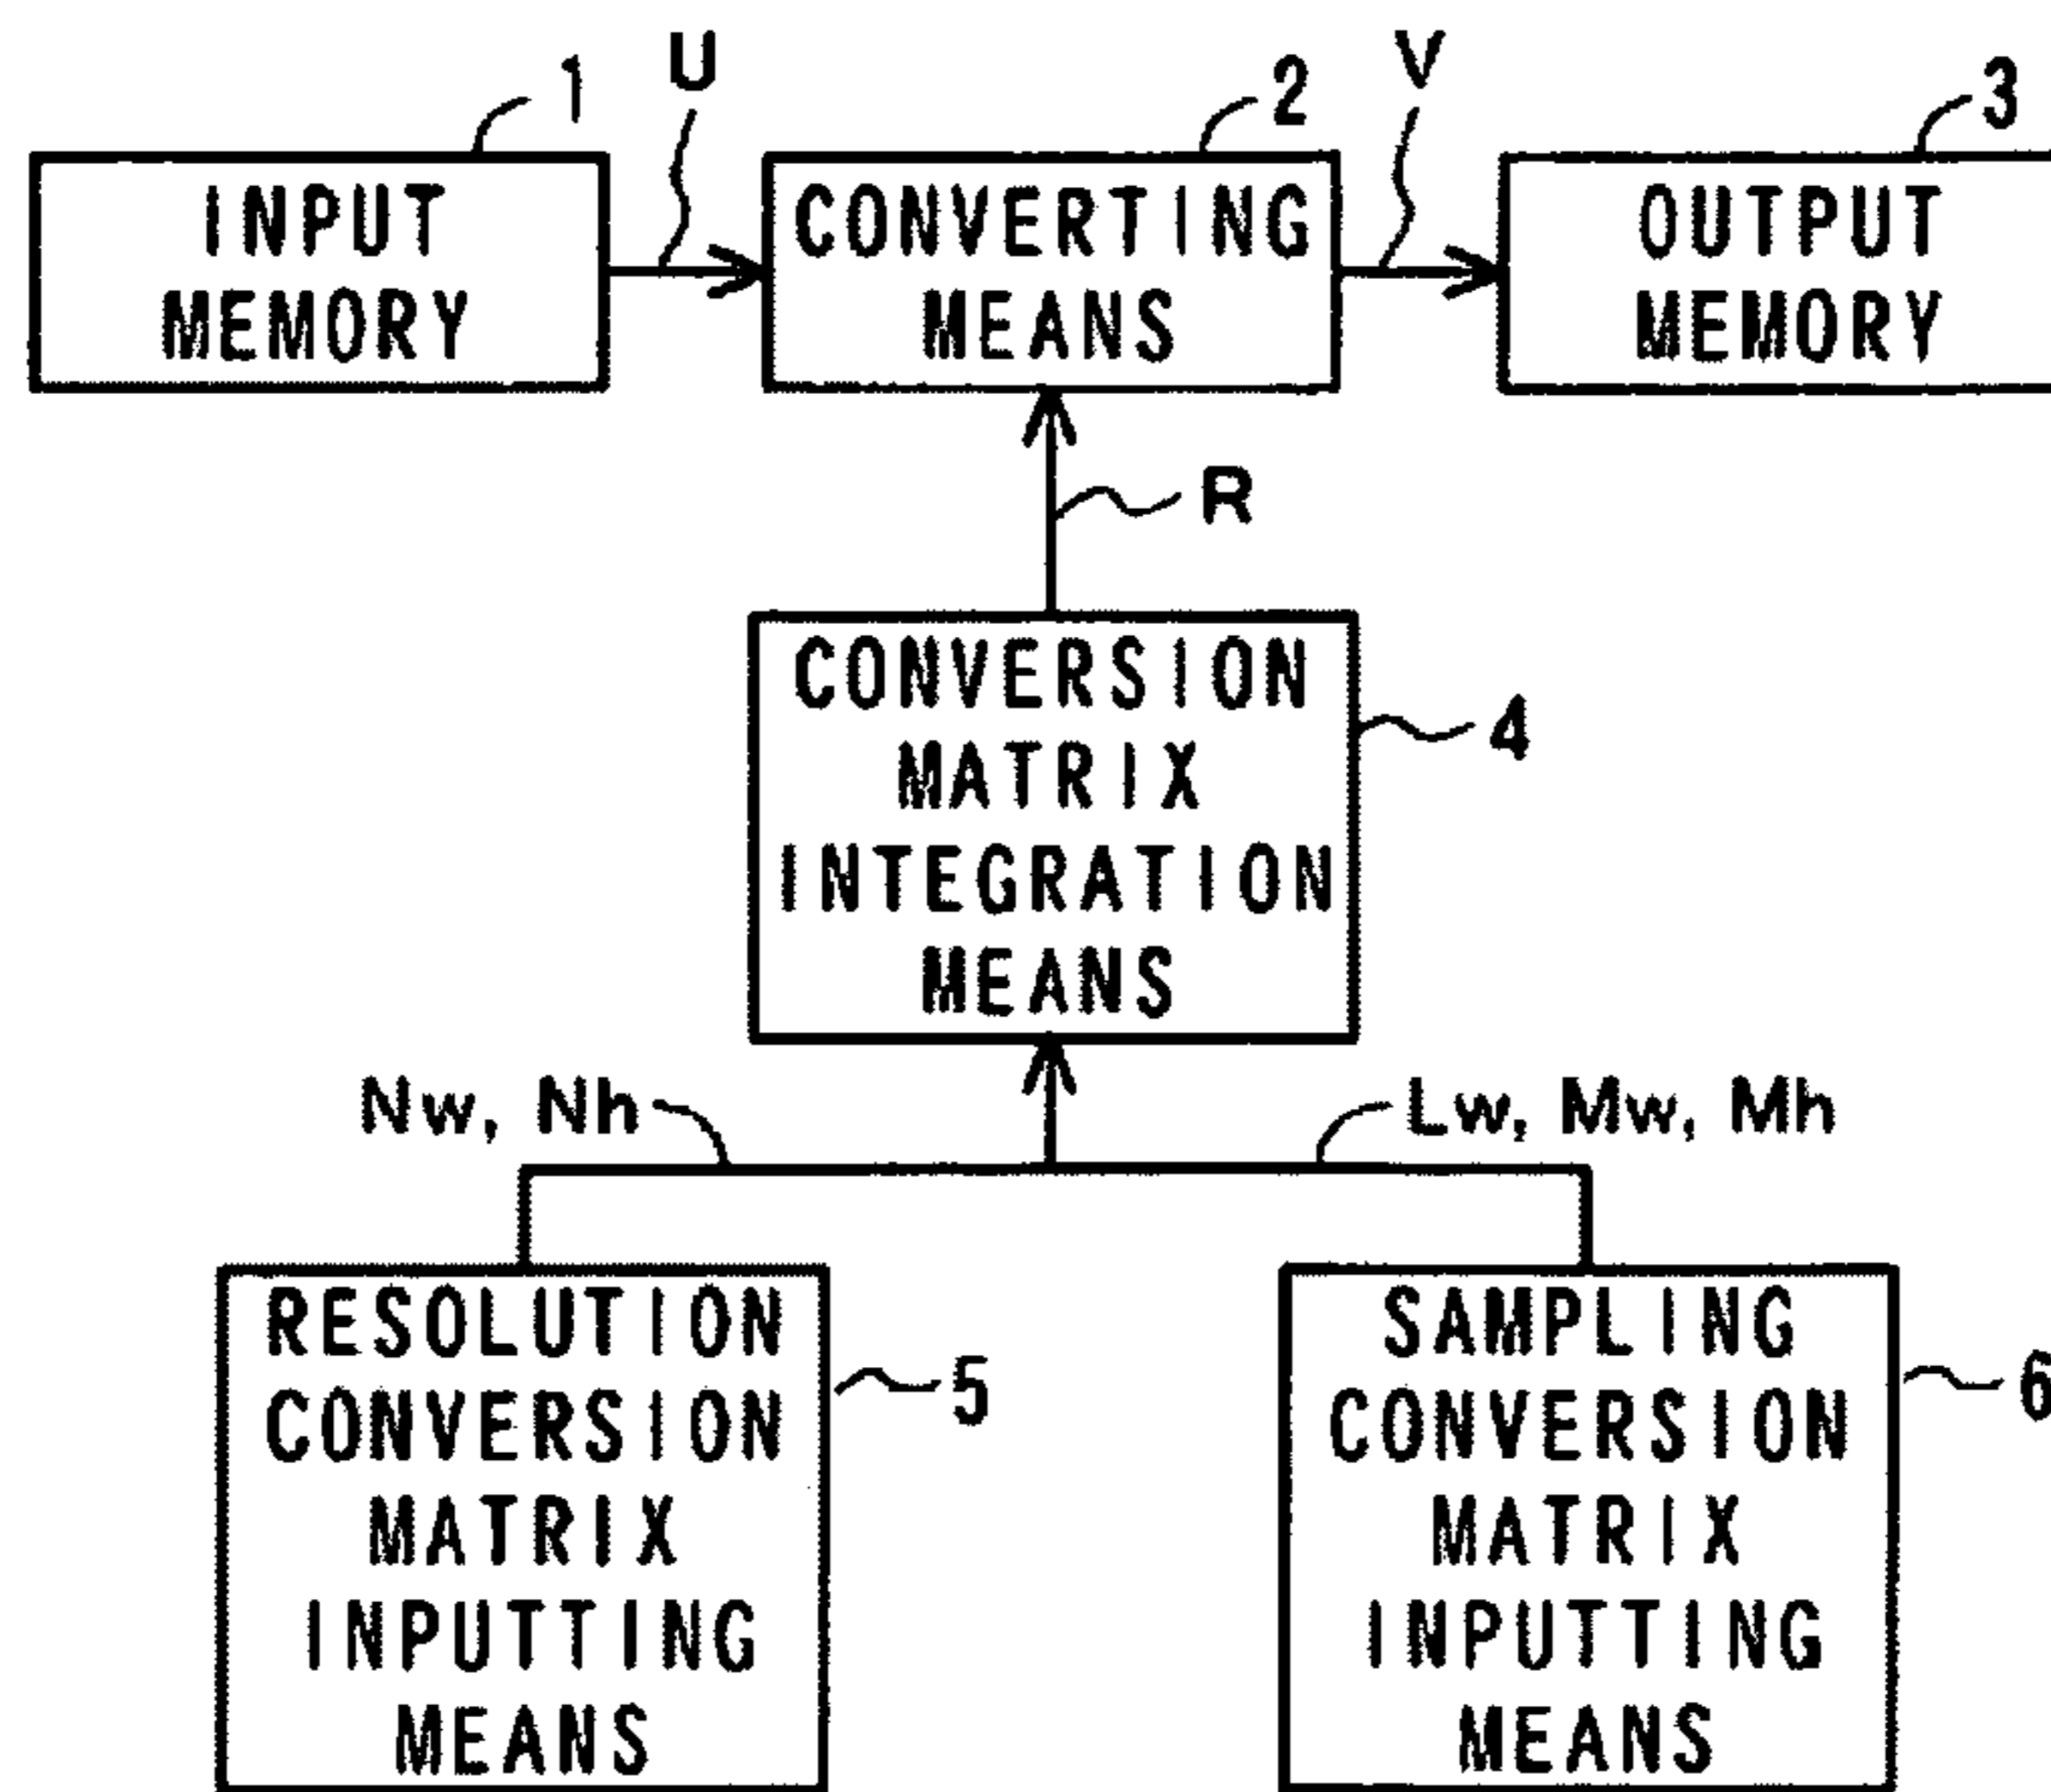 1
U
2
V
3
INPUT
MEMORY
CONVERTING
MEANS
OUTPUT
MEMORY
R
CONVERSION
MATRIX
INTEGRATION
MEANS
4
Nw, Nh
Lw, Mw, Mh
RESOLUTION
CONVERSION
MATRIX
INPUTTING
MEANS
5
SAMPLING
CONVERSION
MATRIX
INPUTTING
MEANS
6